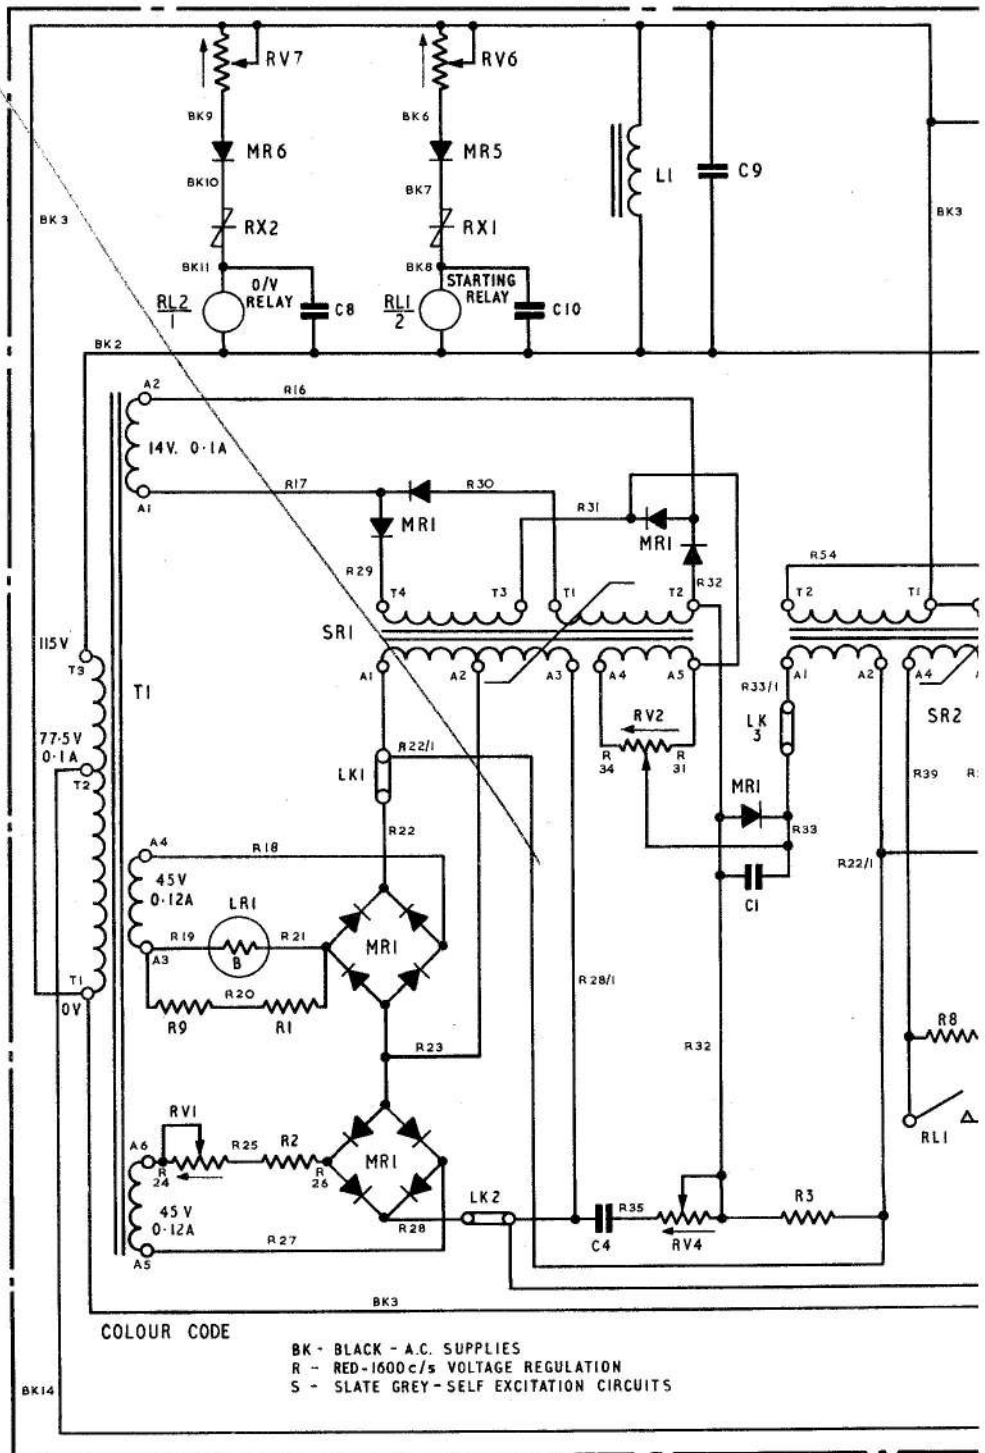 RV7
RV6
BK9
BK6
MR6
MR5
L1
C9
BK10
BK7
BK3
BK3
RX2
RX1
BK11
BK8
O/V
RELAY
STARTING
RELAY
RL2
1
C8
RL1
2
C10
BK2
A2
R16
14V. 0·1A
A1
R17
R30
R31
MR1
MR1
R54
R29
R32
T4
T3
T1
T2
T2
T1
SR1
115V
T3
A1
A2
A3
A4
A5
A1
A2
A4
T1
R33/1
RV2
LK
3
SR2
77·5V
0·1A
R22/1
R
34
R
31
T2
LK1
R39
R
MR1
R22
R33
A4
R18
R22/1
45V
0·12A
LR1
C1
R19
R21
MR1
A3
B
R28/1
T1
R20
0V
R9
R1
R8
R23
R32
RV1
RL1
A6
R25
R2
R
24
R
26
MR1
LK2
R3
45V
0·12A
R28
R35
R27
C4
RV4
A5
BK3
COLOUR CODE
BK - BLACK - A.C. SUPPLIES
R - RED-1600c/s VOLTAGE REGULATION
S - SLATE GREY-SELF EXCITATION CIRCUITS
BK14